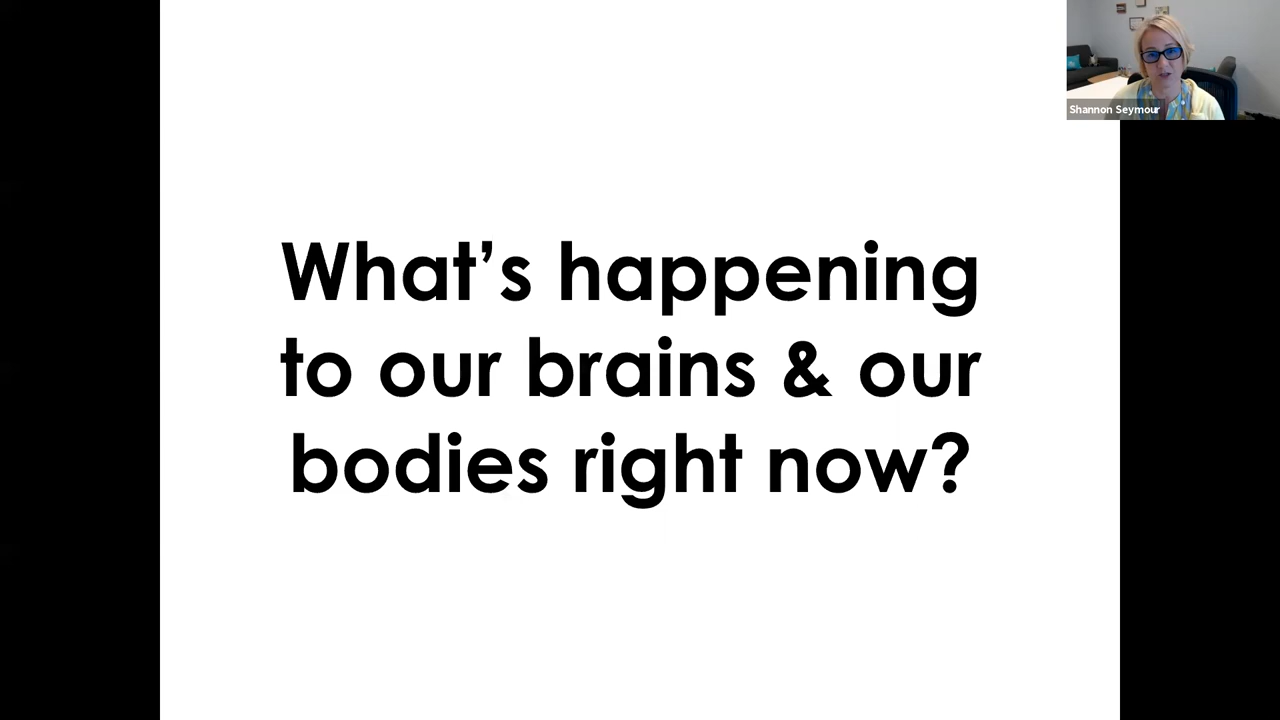 Shannon Seymour
What's happening
to our brains & our
bodies right now?